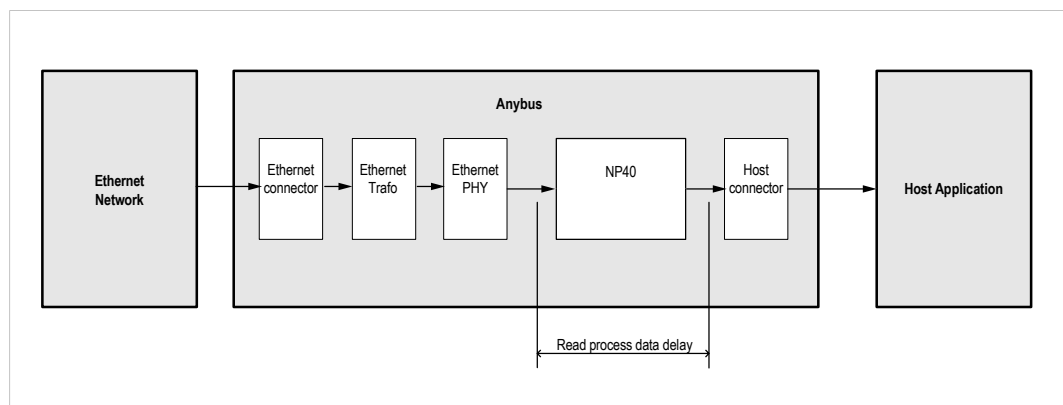 Anybus
Ethernet
Network
Ethernet
connector
Ethernet
Trafo
Ethernet
PHY
NP40
Host
connector
Host Application
Read process data delay